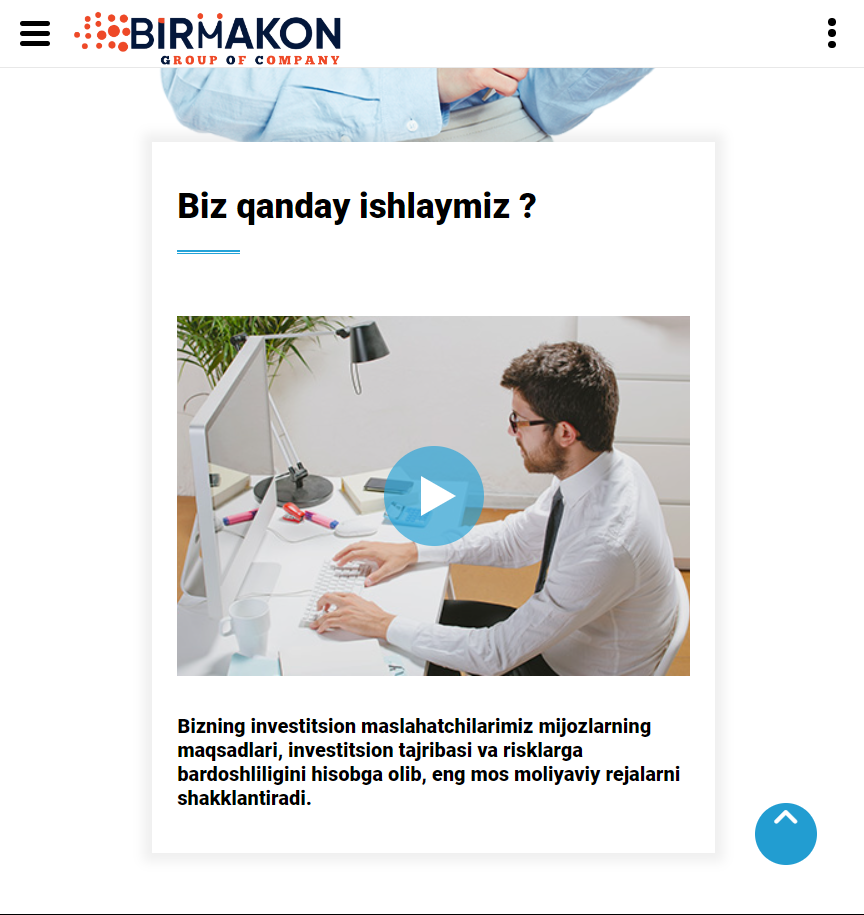 BIRMAKON
GROUP OF COMPANY
Biz qanday ishlaymiz ?
Bizning investitsion maslahatchilarimiz mijozlarning
maqsadlari, investitsion tajribasi va risklarga
bardoshliligini hisobga olib, eng mos moliyaviy rejalarni
shakklantiradi.